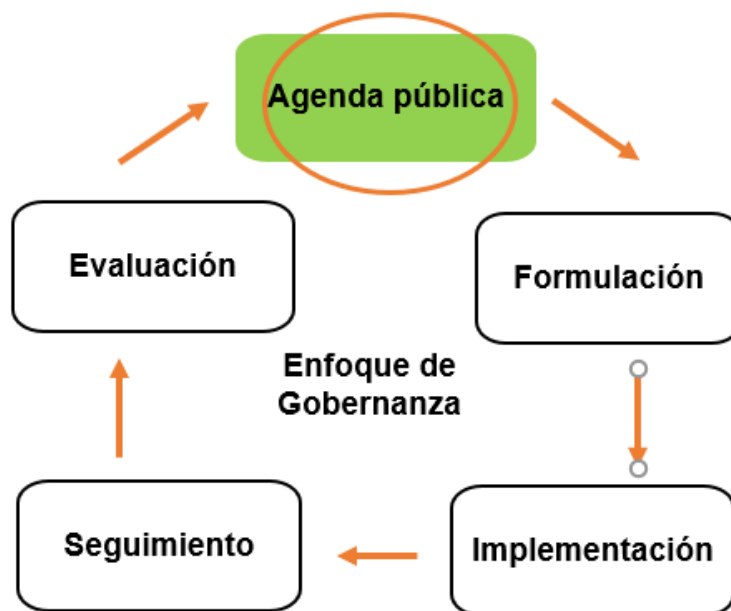 Agenda pública
Evaluación
Formulación
Enfoque de
Gobernanza
Seguimiento
Implementación